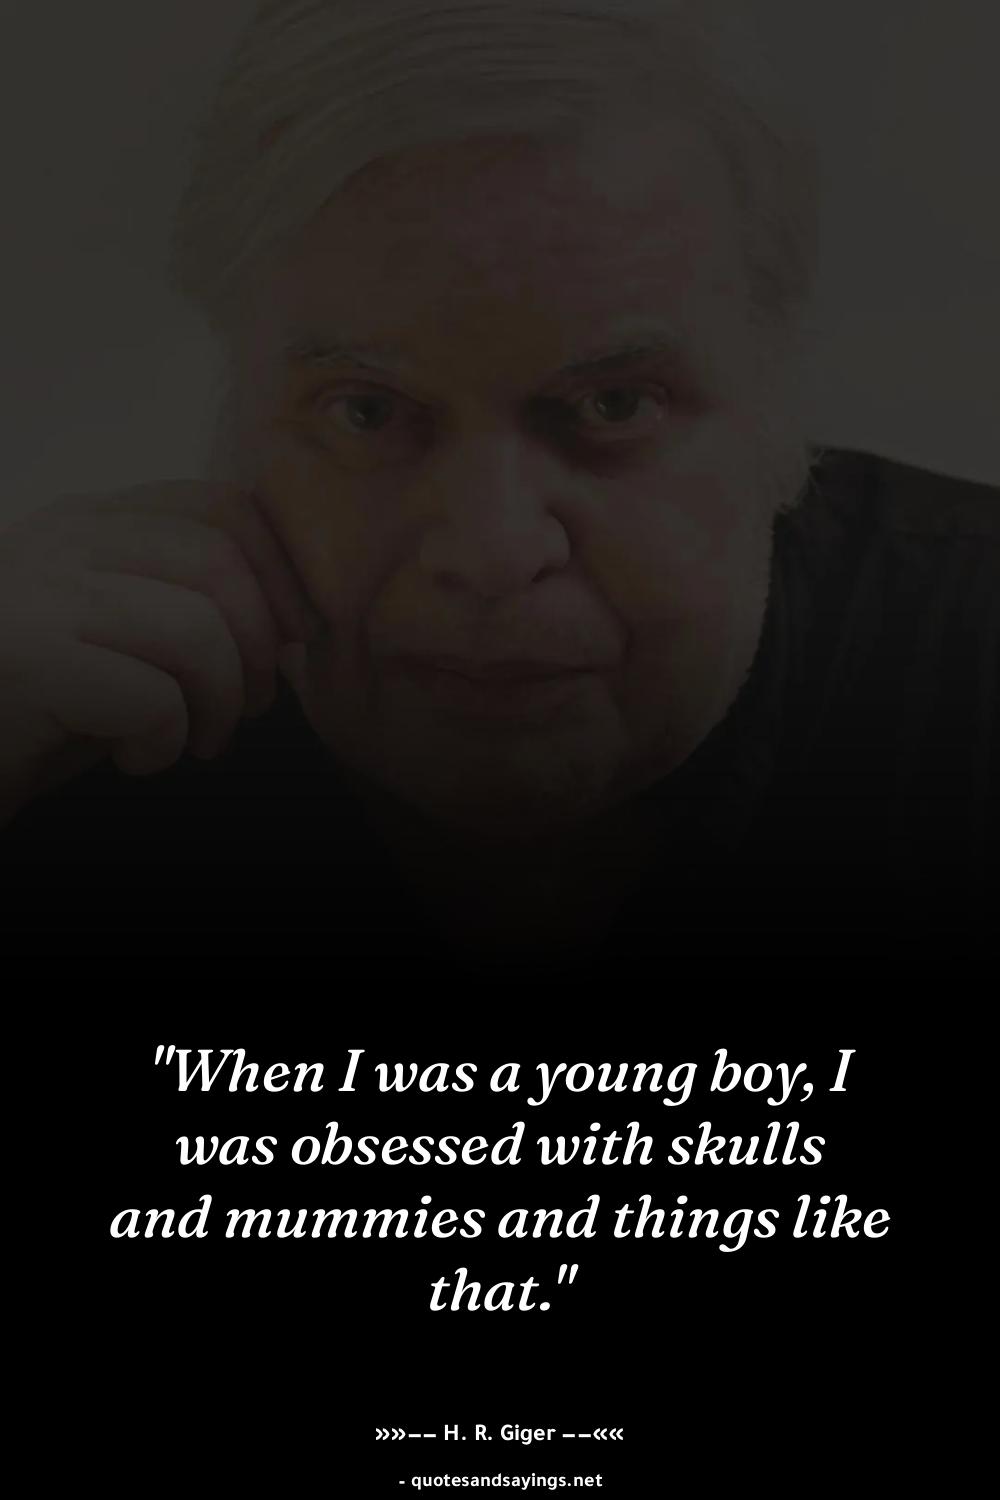 "When I was a young boy, I
was obsessed with skulls
and mummies and things like
that."
»»–– H. R. Giger ––««
- quotesandsayings.net